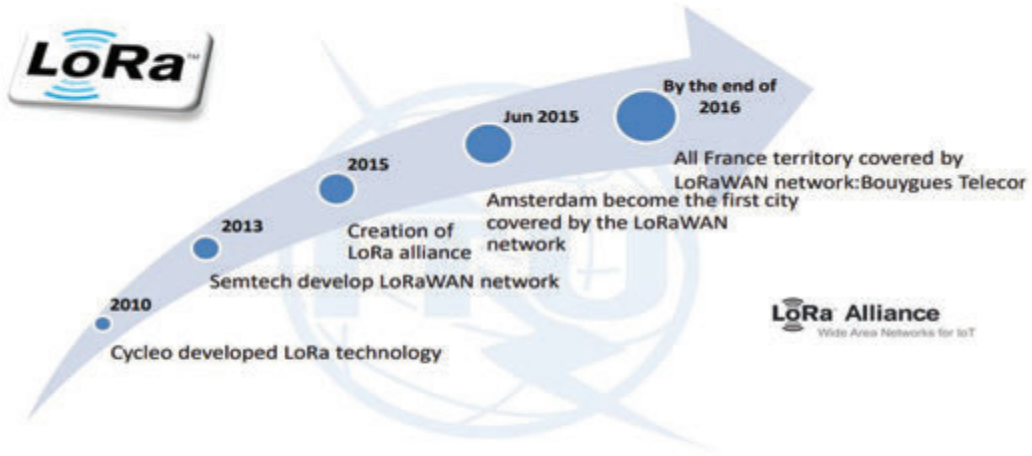 LoRa™
By the end of
2016
Jun 2015
All France territory covered by
LoRaWAN network:Bouygues Telecor
2015
Amsterdam become the first city
covered by the LoRaWAN
network
2013
Creation of
LoRa alliance
Semtech develop LoRaWAN network
2010
Cycleo developed LoRa technology
LoRa Alliance
Wide Area Networks for IoT
ITU